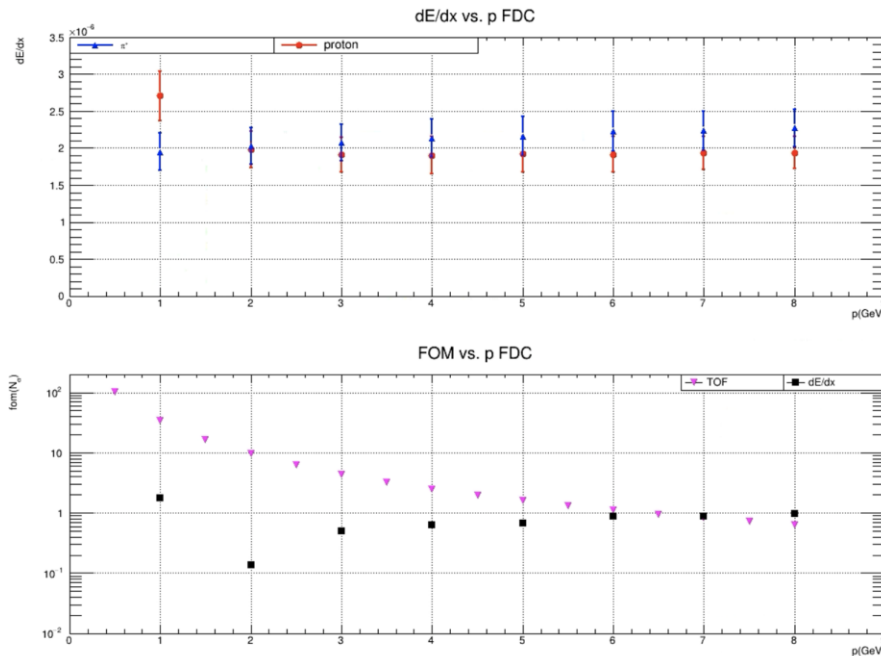 dE/dx vs. p FDC
×10⁻⁶
dE/dx
proton
3.5
3
2.5
2
1.5
1
0.5
0
1 2 3 4 5 6 7 8
p(GeV
FOM vs. p FDC
fom(N
TOF dE/dx
10²
10
1
10⁻¹
10⁻²
0 1 2 3 4 5 6 7 8
p(GeV